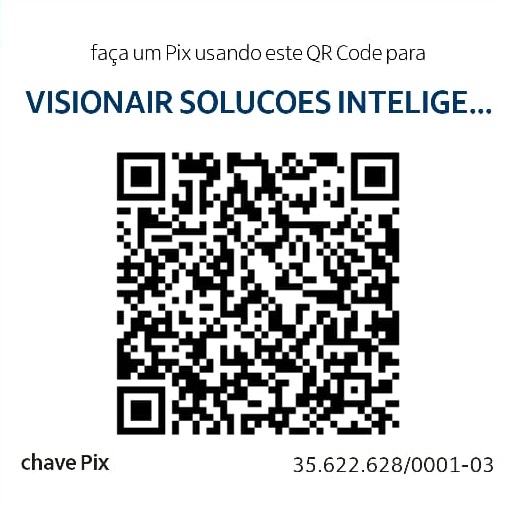 faça um Pix usando este QR Code para
VISIONAIR SOLUCOES INTELIGE...
chave Pix
35.622.628/0001-03